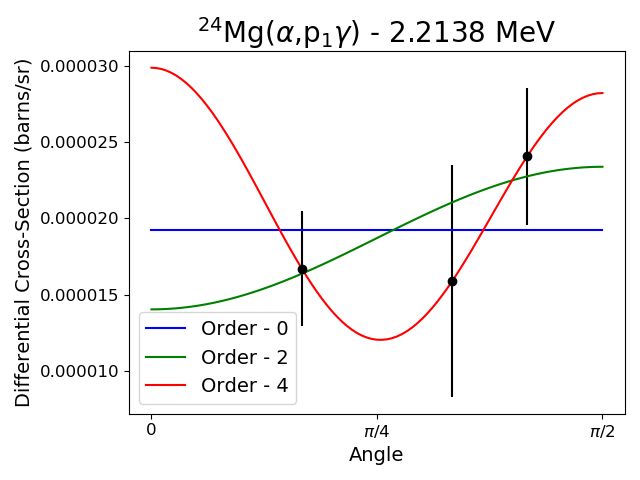 ²⁴Mg(α,p₁γ) - 2.2138 MeV
Differential Cross-Section (barns/sr)
0.000030
0.000025
0.000020
0.000015
0.000010
Order - 0
Order - 2
Order - 4
0
π/4
π/2
Angle